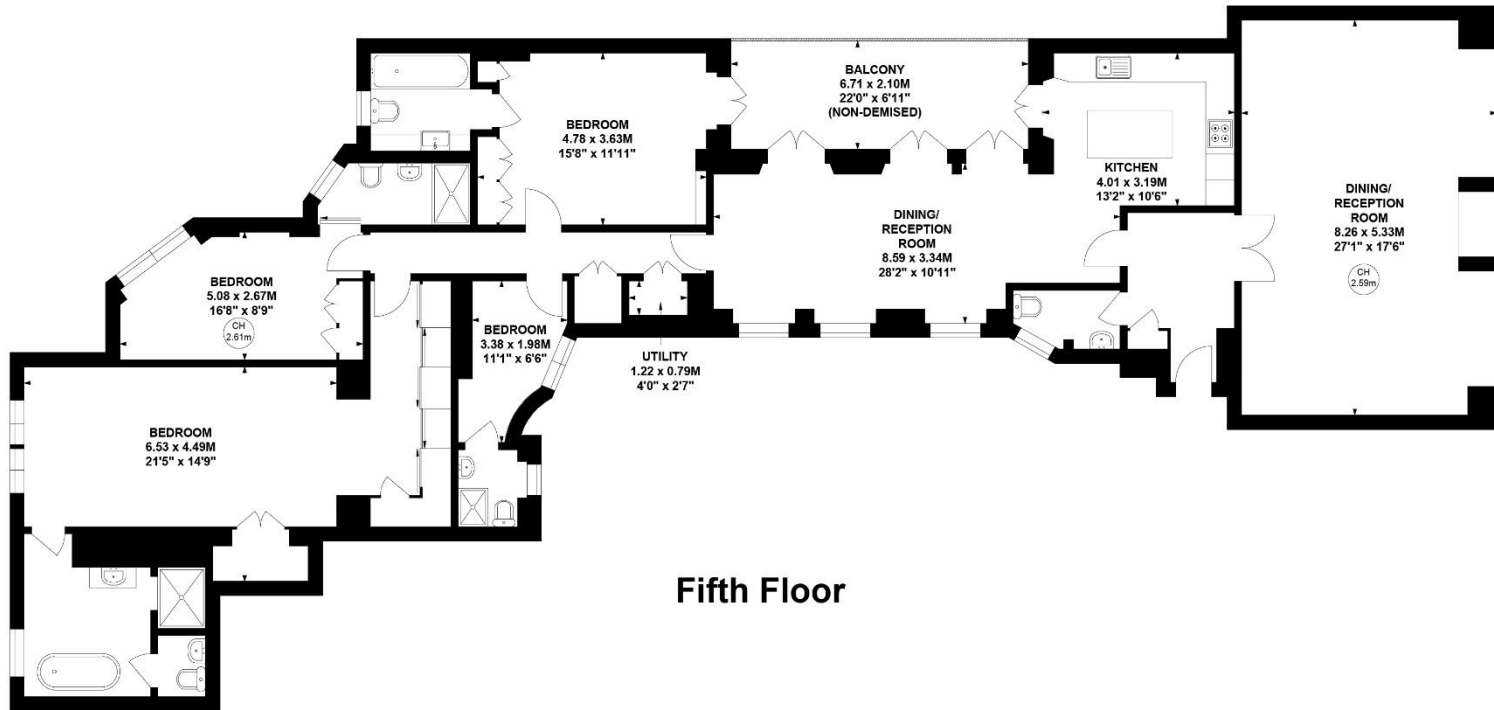 BALCONY
6.71 x 2.10M
22'0" x 6'11"
(NON-DEMISED)
BEDROOM
4.78 x 3.63M
15'8" x 11'11"
KITCHEN
4.01 x 3.19M
13'2" x 10'6"
DINING/
RECEPTION
ROOM
8.26 x 5.33M
27'1" x 17'6"
CH
2.59m
DINING/
RECEPTION
ROOM
8.59 x 3.34M
28'2" x 10'11"
BEDROOM
5.08 x 2.67M
16'8" x 8'9"
CH
2.61m
BEDROOM
3.38 x 1.98M
11'1" x 6'6"
UTILITY
1.22 x 0.79M
4'0" x 2'7"
BEDROOM
6.53 x 4.49M
21'5" x 14'9"
Fifth Floor